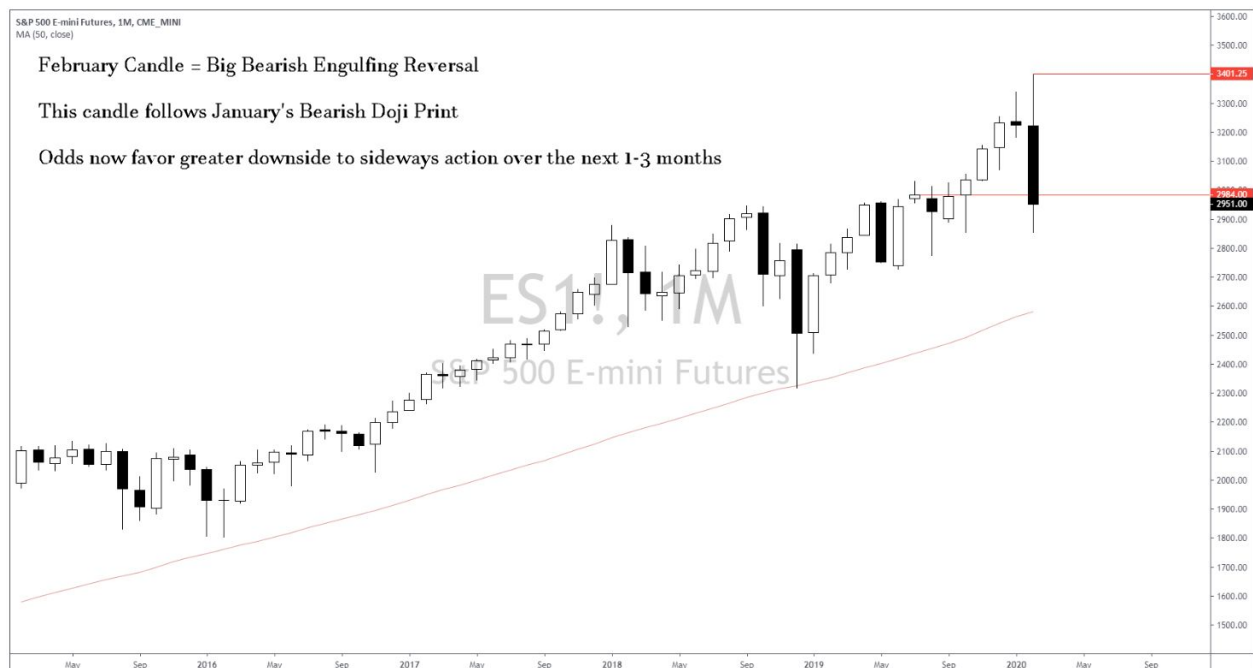 S&P 500 E-mini Futures, 1M, CME_MINI
MA (50, close)
February Candle = Big Bearish Engulfing Reversal
This candle follows January's Bearish Doji Print
Odds now favor greater downside to sideways action over the next 1-3 months
ES1!, 1M
S&P 500 E-mini Futures
3600.00
3500.00
3401.25
3300.00
3200.00
3100.00
2984.00
2951.00
2900.00
2800.00
2700.00
2600.00
2500.00
2400.00
2300.00
2200.00
2100.00
2000.00
1900.00
1800.00
1700.00
1600.00
1500.00
May Sep 2016 May Sep 2017 May Sep 2018 May Sep 2019 May Sep 2020 May Sep